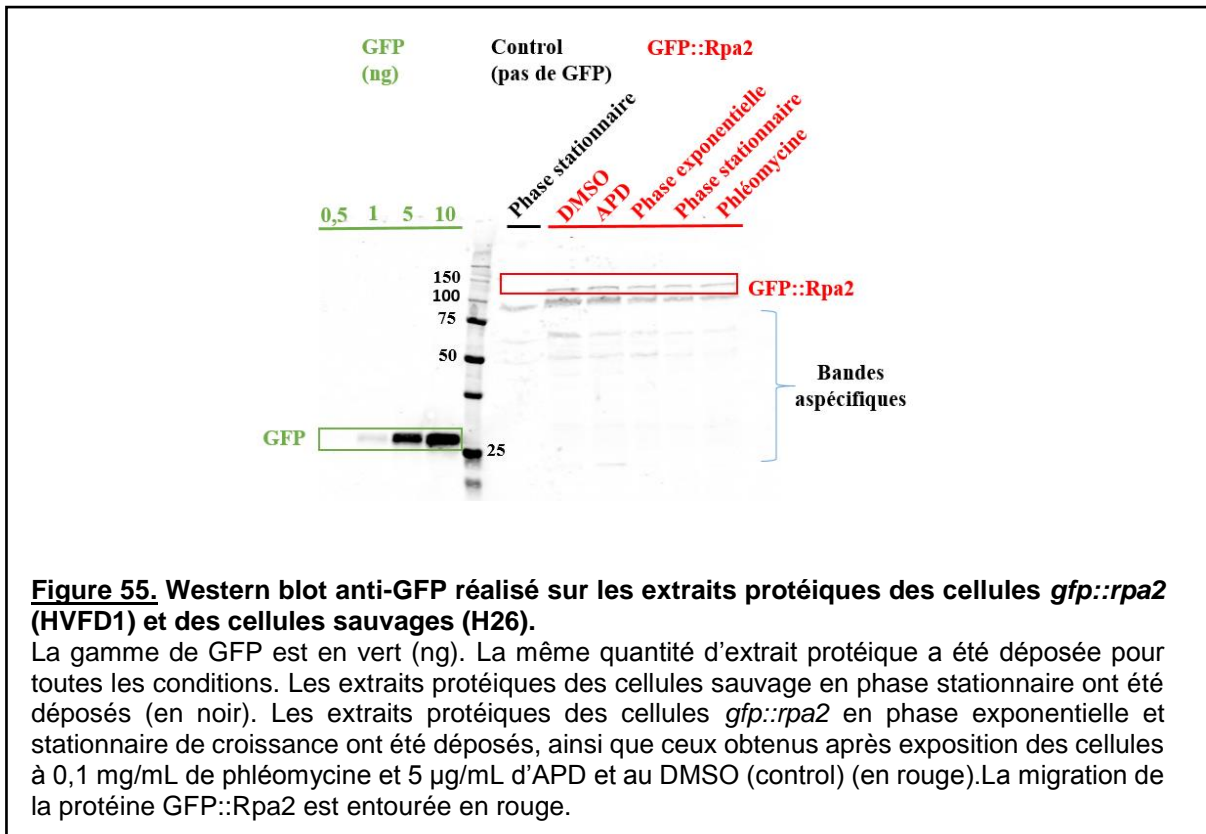 GFP
(ng)
Control
(pas de GFP)
GFP::Rpa2
Phase stationnaire
DMSO
APD
Phase exponentielle
Phase stationnaire
Phléomycine
0,5 1 5 10
150
100
75
50
25
GFP::Rpa2
Bandes
aspécifiques
GFP
Figure 55. Western blot anti-GFP réalisé sur les extraits protéiques des cellules gfp::rpa2
(HVFD1) et des cellules sauvages (H26).
La gamme de GFP est en vert (ng). La même quantité d’extrait protéique a été déposée pour
toutes les conditions. Les extraits protéiques des cellules sauvage en phase stationnaire ont été
déposés (en noir). Les extraits protéiques des cellules gfp::rpa2 en phase exponentielle et
stationnaire de croissance ont été déposés, ainsi que ceux obtenus après exposition des cellules
à 0,1 mg/mL de phléomycine et 5 µg/mL d’APD et au DMSO (control) (en rouge).La migration de
la protéine GFP::Rpa2 est entourée en rouge.